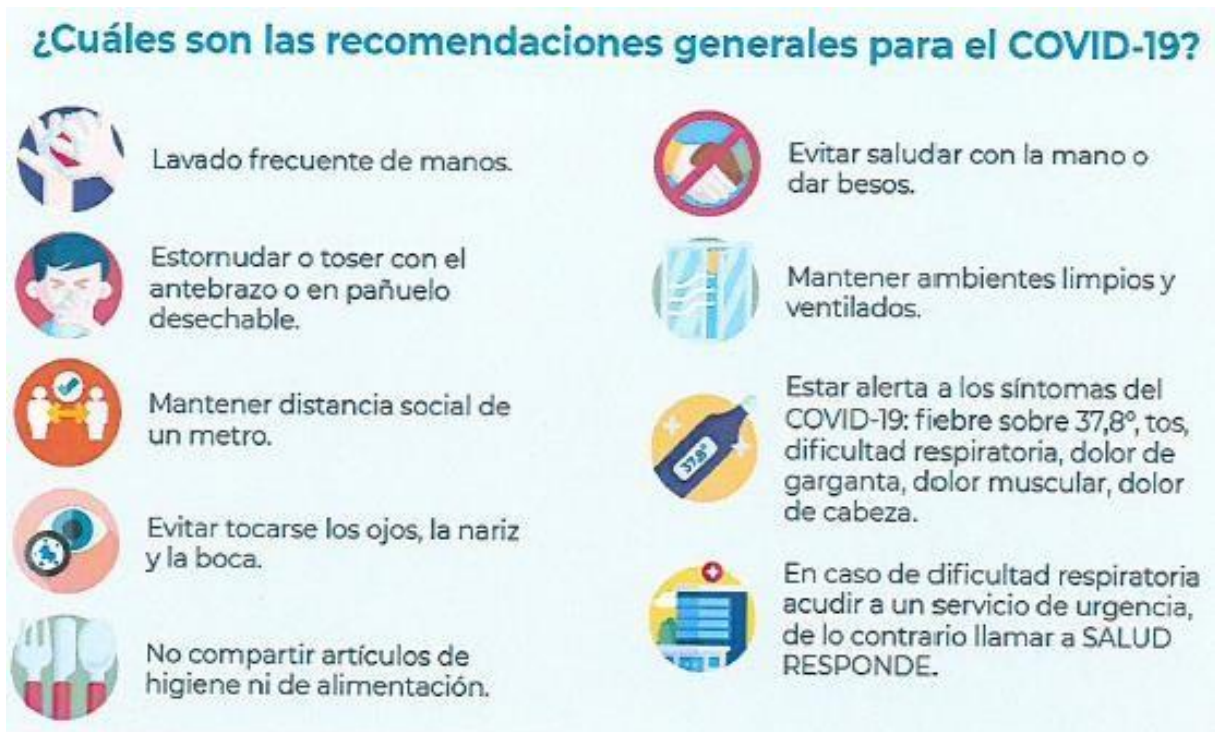 ¿Cuáles son las recomendaciones generales para el COVID-19?
Lavado frecuente de manos.
Estornudar o toser con el
antebrazo o en pañuelo
desechable.
Mantener distancia social de
un metro.
Evitar tocarse los ojos, la nariz
y la boca.
No compartir artículos de
higiene ni de alimentación.
Evitar saludar con la mano o
dar besos.
Mantener ambientes limpios y
ventilados.
37.8°
Estar alerta a los síntomas del
COVID-19: fiebre sobre 37,8°, tos,
dificultad respiratoria, dolor de
garganta, dolor muscular, dolor
de cabeza.
En caso de dificultad respiratoria
acudir a un servicio de urgencia,
de lo contrario llamar a SALUD
RESPONDE.